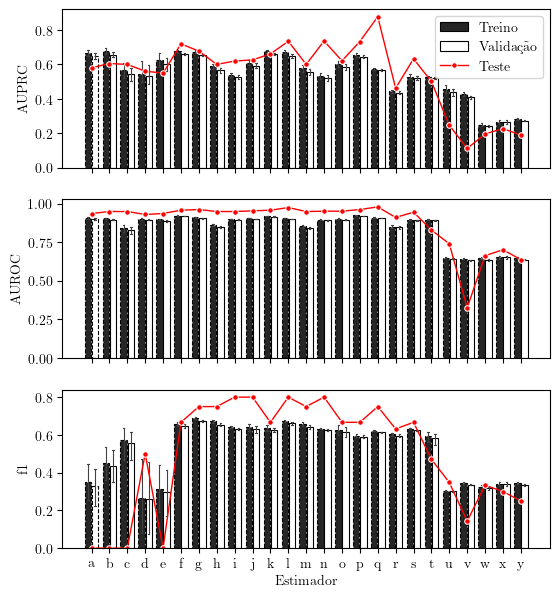 0.8
0.6
0.4
0.2
0.0
AUPRC
Treino
Validação
Teste
1.00
0.75
0.50
0.25
0.00
AUROC
0.8
0.6
0.4
0.2
0.0
f1
a b c d e f g h i j k l m n o p q r s t u v w x y
Estimador